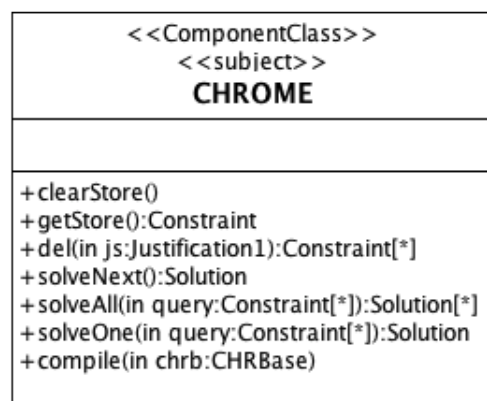 <<ComponentClass>>
<<subject>>
CHROME
+clearStore()
+getStore():Constraint
+del(in js:Justification1):Constraint[*]
+solveNext():Solution
+solveAll(in query:Constraint[*]):Solution[*]
+solveOne(in query:Constraint[*]):Solution
+compile(in chrb:CHRBase)